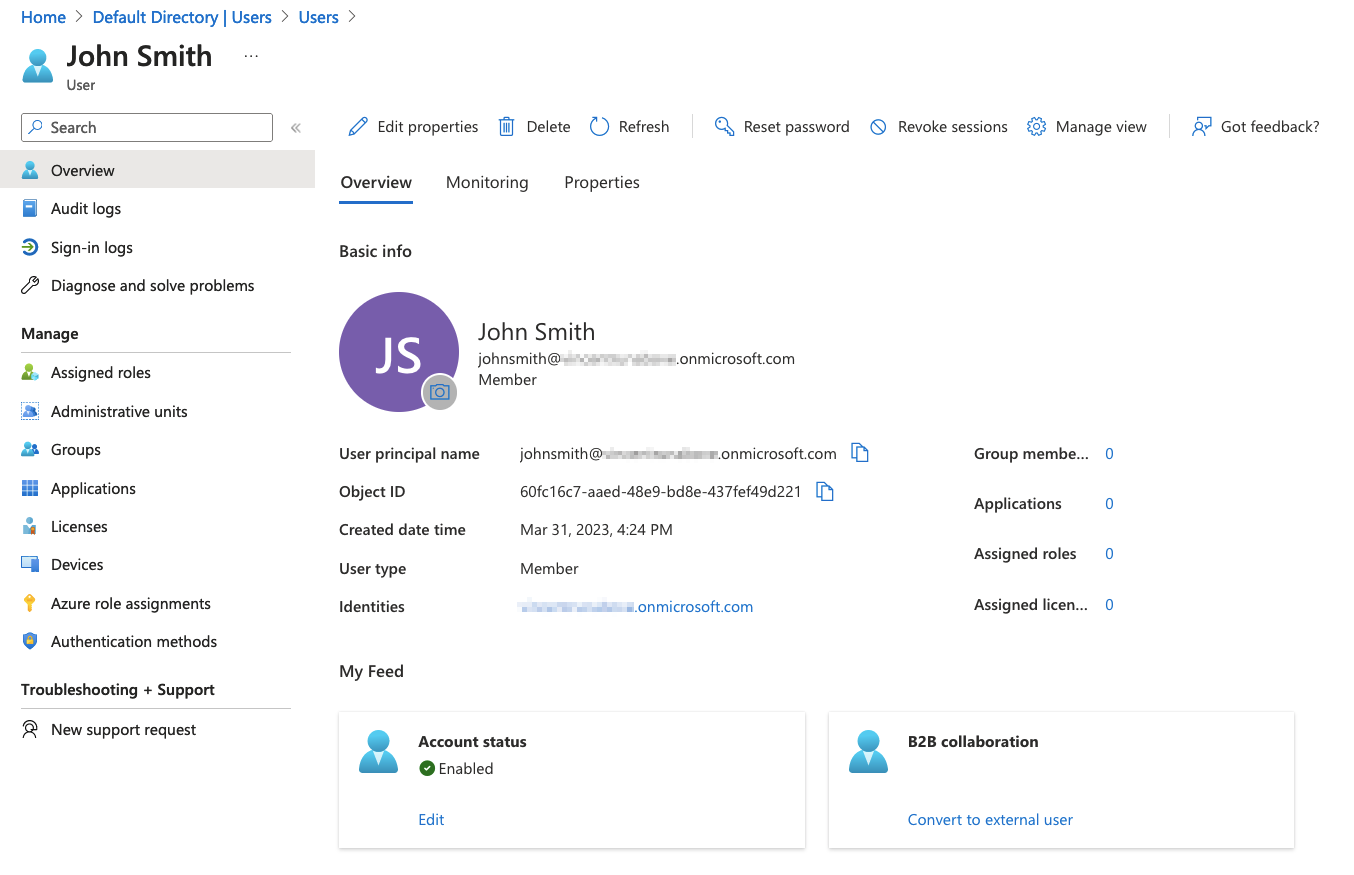 Home > Default Directory | Users > Users >
John Smith ...
User
Search «
Edit properties Delete Refresh Reset password Revoke sessions Manage view Got feedback?
Overview
Audit logs
Sign-in logs
Diagnose and solve problems
Manage
Assigned roles
Administrative units
Groups
Applications
Licenses
Devices
Azure role assignments
Authentication methods
Troubleshooting + Support
New support request
Overview Monitoring Properties
Basic info
JS
John Smith
johnsmith@ .onmicrosoft.com
Member
User principal name johnsmith@ .onmicrosoft.com
Object ID 60fc16c7-aaed-48e9-bd8e-437fef49d221
Created date time Mar 31, 2023, 4:24 PM
User type Member
Identities .onmicrosoft.com
Group membe... 0
Applications 0
Assigned roles 0
Assigned licen... 0
My Feed
Account status
Enabled
Edit
B2B collaboration
Convert to external user